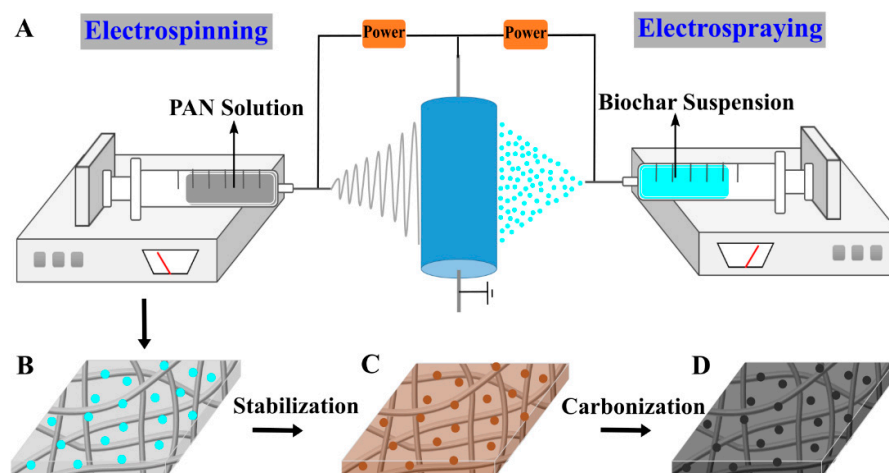 A
Electrospinning
Power
Power
Electrospraying
PAN Solution
Biochar Suspension
B
Stabilization
C
Carbonization
D